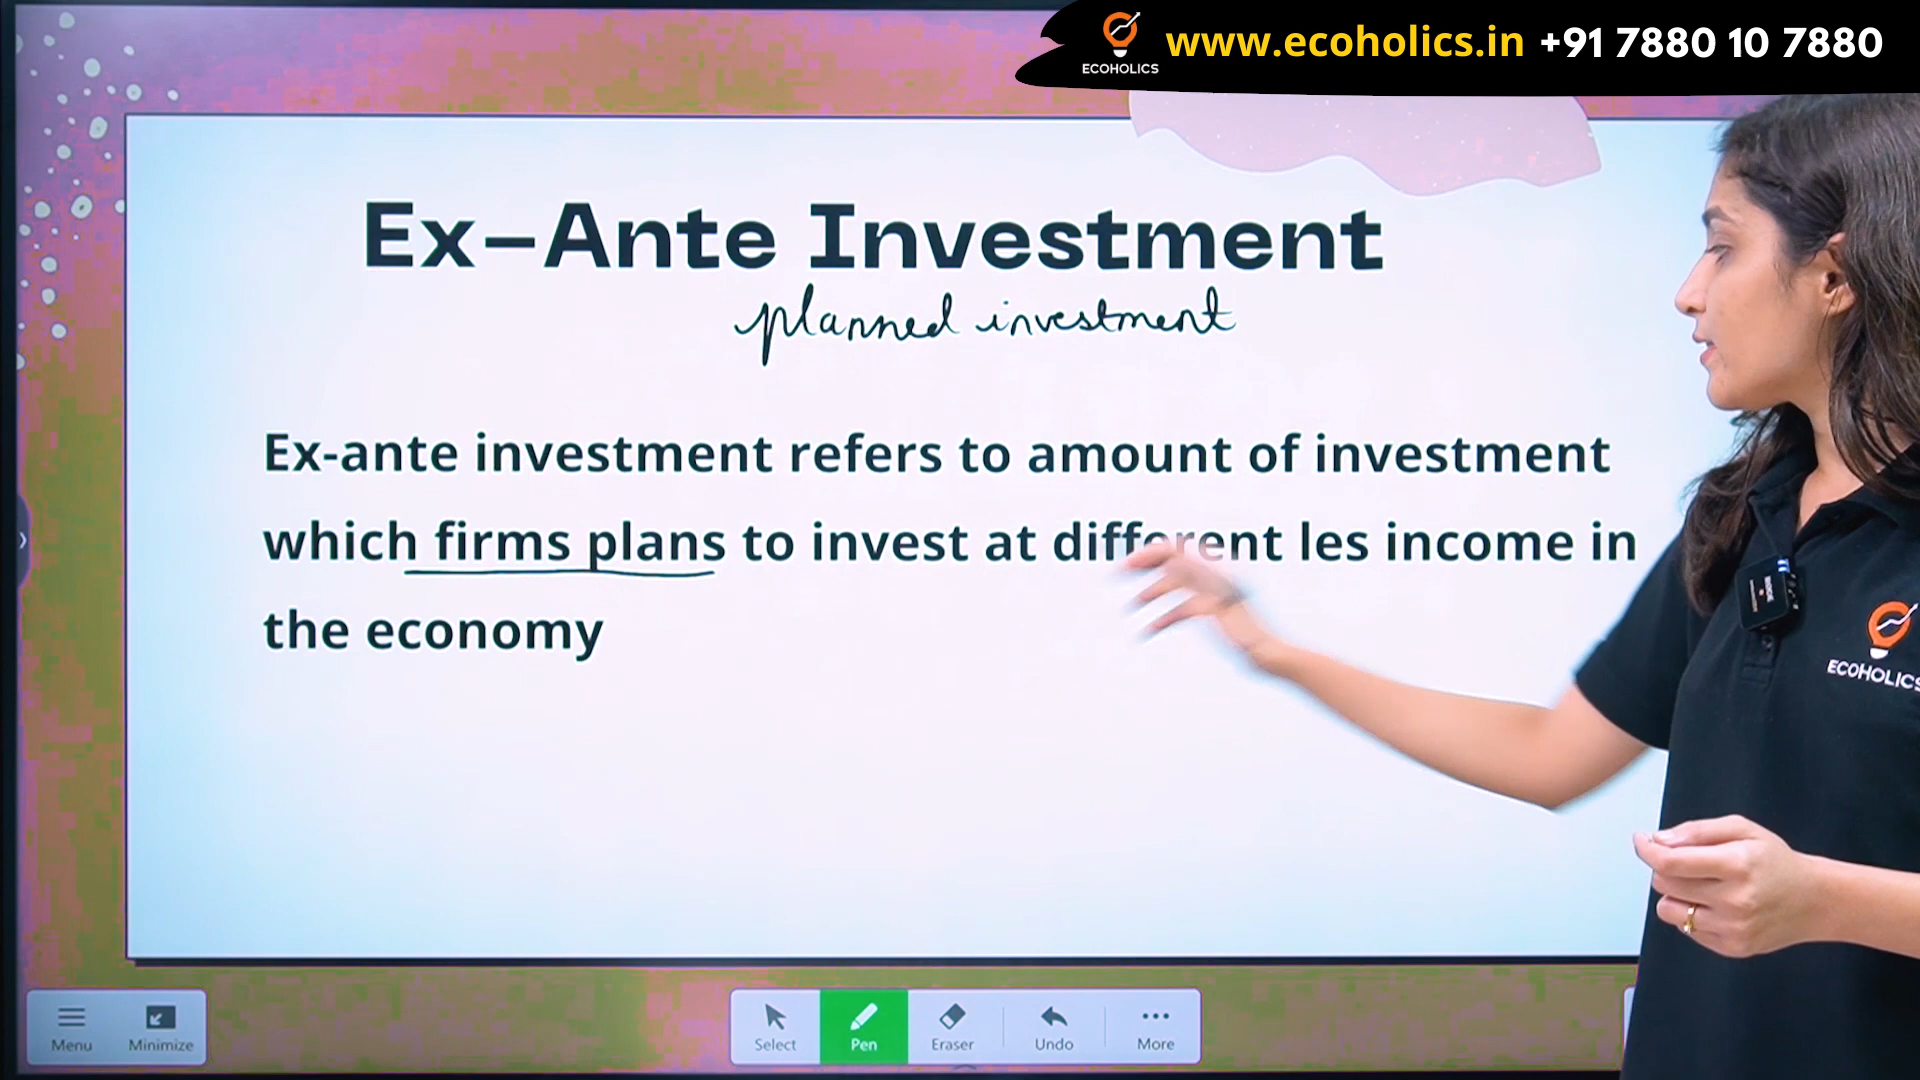 ECOHOLICS
www.ecoholics.in +91 7880 10 7880
Ex-Ante Investment
planned investment
Ex-ante investment refers to amount of investment
which firms plans to invest at different les income in
the economy
ECOHOLICS
Menu
Minimize
Select
Pen
Eraser
Undo
More